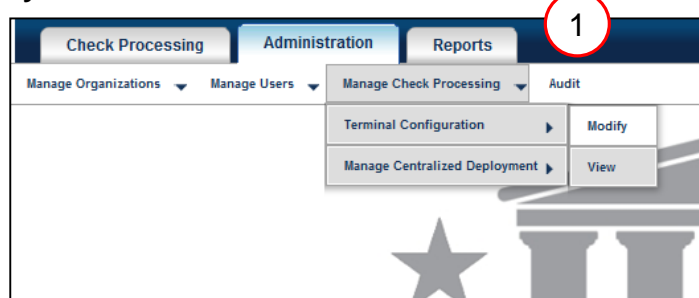 1
Check Processing Administration Reports
Manage Organizations Manage Users Manage Check Processing Audit
Terminal Configuration Modify
Manage Centralized Deployment View